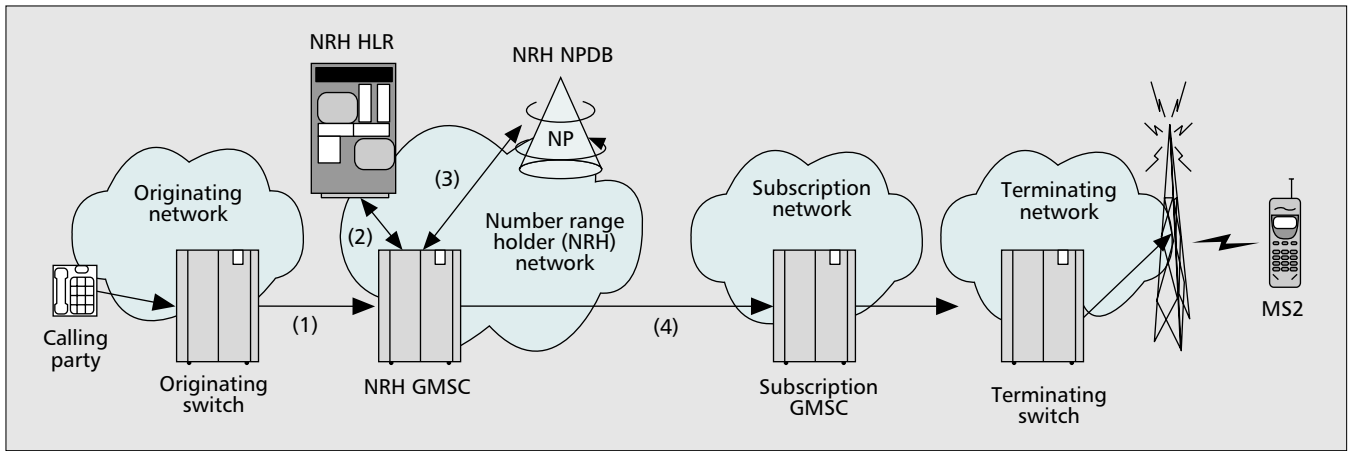 NRH HLR
NRH NPDB
NP
Originating
network
(3)
(2)
Number range
holder (NRH)
network
Subscription
network
Terminating
network
Calling
party
(1)
(4)
MS2
Originating
switch
NRH GMSC
Subscription
GMSC
Terminating
switch